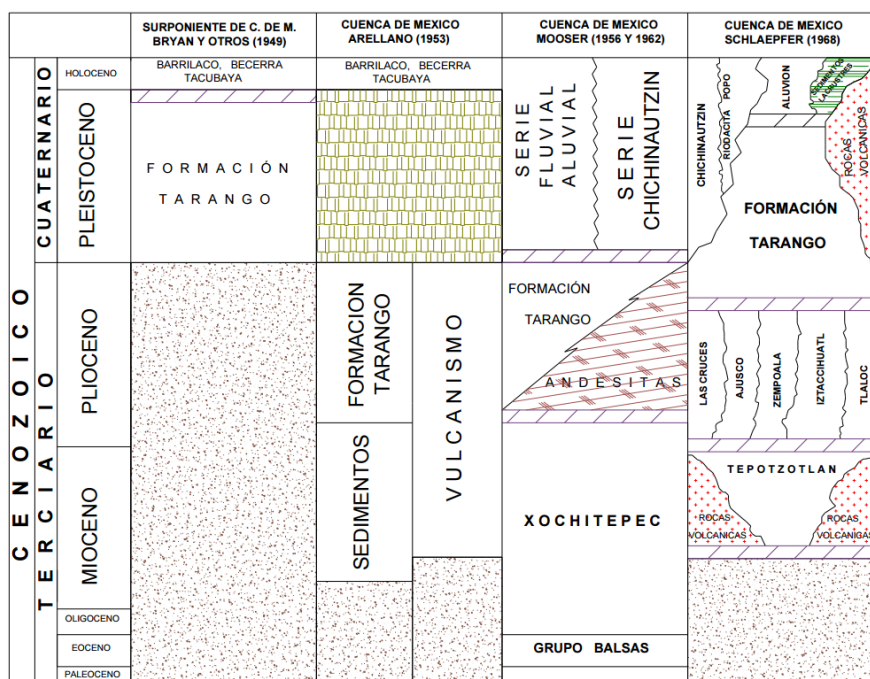 SURPONIENTE DE C. DE M.
BRYAN Y OTROS (1949)
CUENCA DE MEXICO
ARELLANO (1953)
CUENCA DE MEXICO
MOOSER (1956 Y 1962)
CUENCA DE MEXICO
SCHLAEPFER (1968)
CENOZOICO
CUATERNARIO
TERCIARIO
HOLOCENO
PLEISTOCENO
PLIOCENO
MIOCENO
OLIGOCENO
EOCENO
PALEOCENO
BARRILACO, BECERRA
TACUBAYA
FORMACIÓN
TARANGO
BARRILACO, BECERRA
TACUBAYA
FORMACION
TARANGO
SEDIMENTOS
VULCANISMO
SERIE
FLUVIAL
ALUVIAL
SERIE
CHICHINAUTZIN
FORMACIÓN
TARANGO
ANDESITAS
XOCHITEPEC
GRUPO BALSAS
CHICHINAUTZIN
RIODACITA POPO
ALUVION
SEDIMENTOS
LACUSTRES
ROCAS
VOLCANICAS
FORMACIÓN
TARANGO
LAS CRUCES
AJUSCO
ZEMPOALA
IZTACCIHUATL
TLALOC
TEPOTZOTLAN
ROCAS
VOLCANICAS
ROCAS
VOLCANICAS